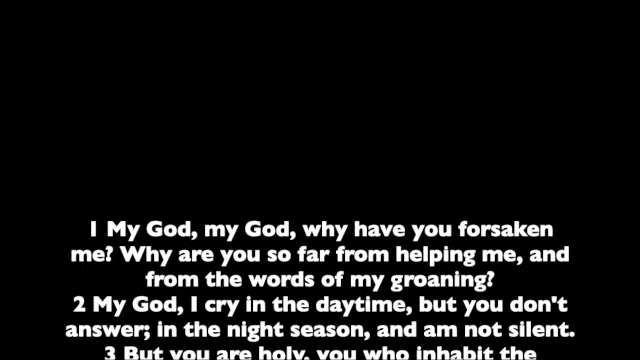 1 My God, my God, why have you forsaken
me? Why are you so far from helping me, and
from the words of my groaning?
2 My God, I cry in the daytime, but you don't
answer; in the night season, and am not silent.
3 But you are holy, you who inhabit the